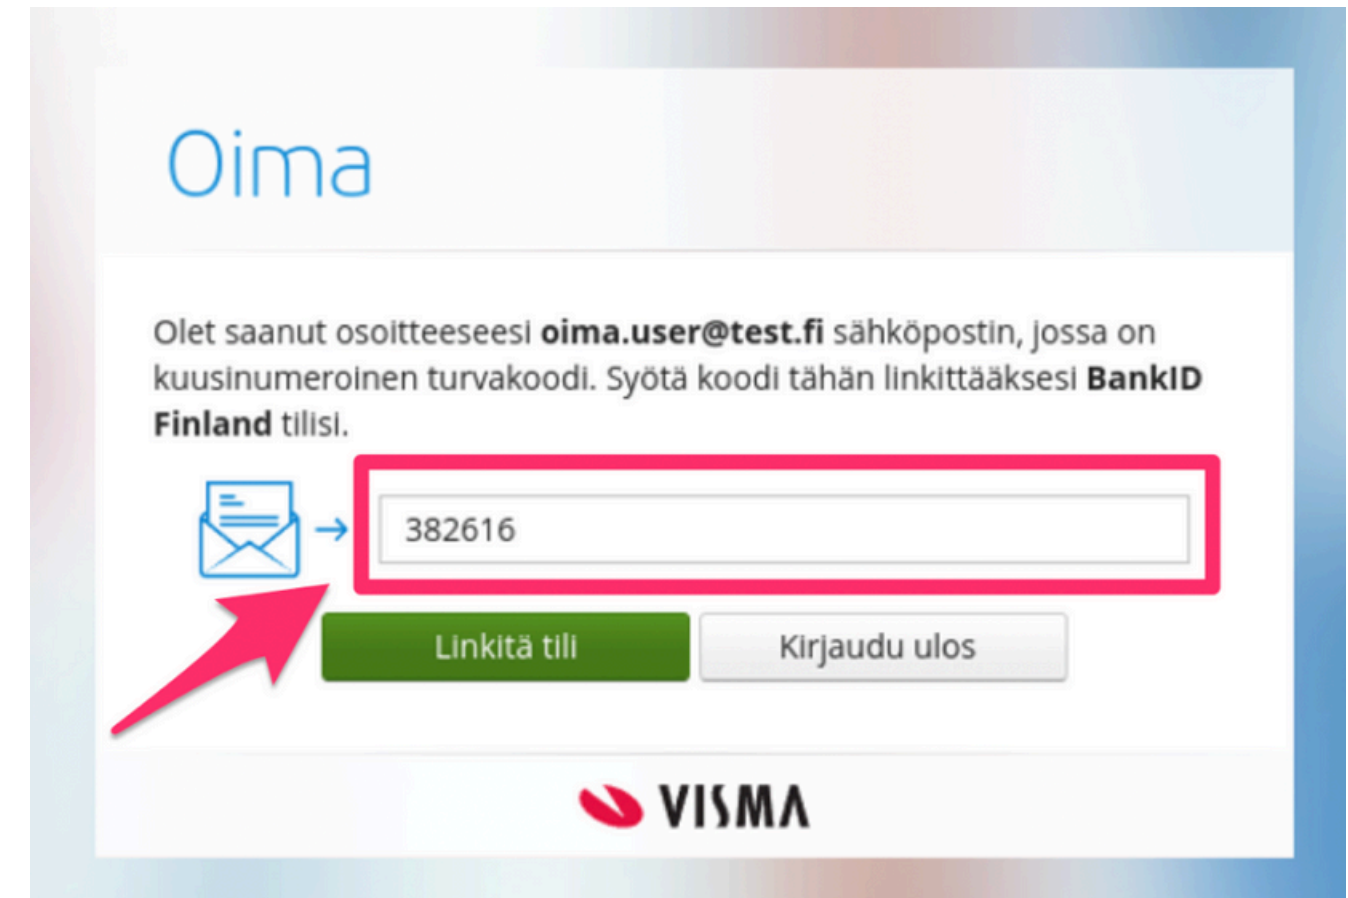 Oima
Olet saanut osoitteeseesi oima.user@test.fi sähköpostin, jossa on
kuusinumeroinen turvakoodi. Syötä koodi tähän linkittääksesi BankID
Finland tilisi.
382616
Linkitä tili
Kirjaudu ulos
VISMA